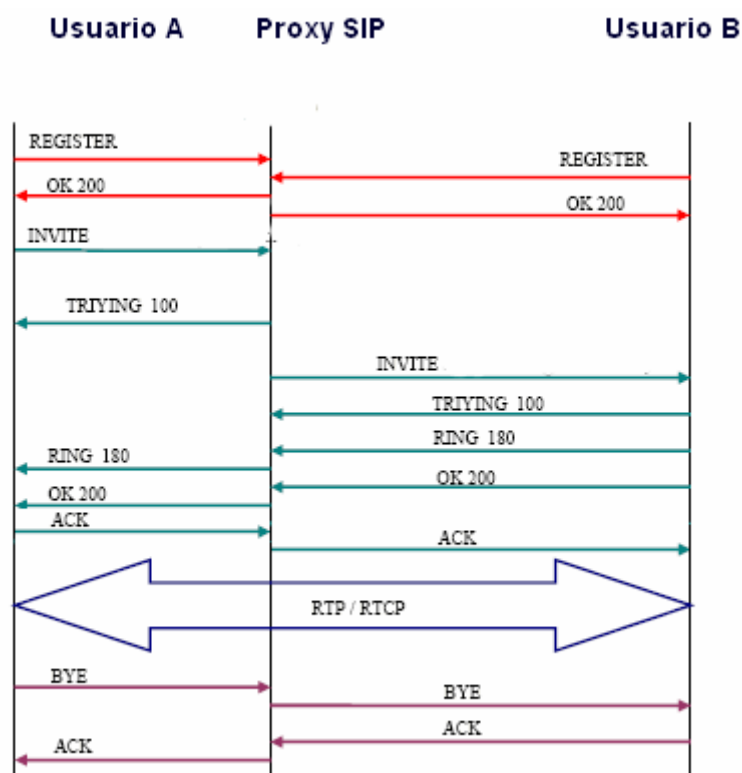 Usuario A Proxy SIP Usuario B
REGISTER
REGISTER
OK 200
OK 200
INVITE
TRIYING 100
INVITE
TRIYING 100
RING 180
RING 180
OK 200
OK 200
ACK
ACK
RTP / RTCP
BYE
BYE
ACK
ACK